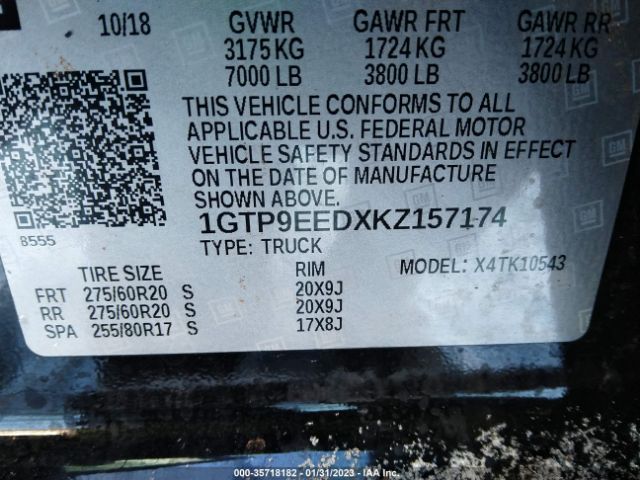 10/18 GVWR GAWR FRT GAWR RR
3175 KG 1724 KG 1724 KG
7000 LB 3800 LB 3800 LB
THIS VEHICLE CONFORMS TO ALL
APPLICABLE U.S. FEDERAL MOTOR
VEHICLE SAFETY STANDARDS IN EFFECT
ON THE DATE OF MANUFACTURE
SHOWN ABOVE.
8555 1GTP9EEDXKZ157174
TYPE: TRUCK
TIRE SIZE RIM MODEL: X4TK10543
FRT 275/60R20 S 20X9J
RR 275/60R20 S 20X9J
SPA 255/80R17 S 17X8J
GM
000-35718182 - 01/31/2023 - IAA Inc.